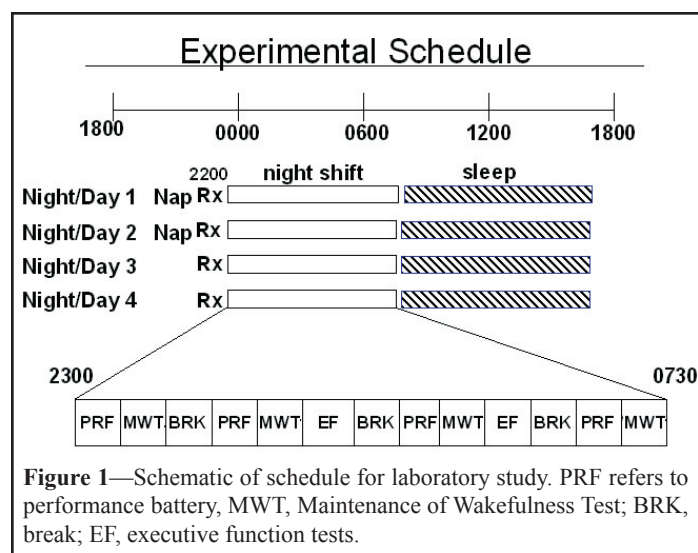 Experimental Schedule
1800 0000 0600 1200 1800
2200 night shift sleep
Night/Day 1 Nap Rx
Night/Day 2 Nap Rx
Night/Day 3 Rx
Night/Day 4 Rx
2300 0730
PRF MWT BRK PRF MWT EF BRK PRF MWT EF BRK PRF MWT
Figure 1—Schematic of schedule for laboratory study. PRF refers to
performance battery, MWT, Maintenance of Wakefulness Test; BRK,
break; EF, executive function tests.